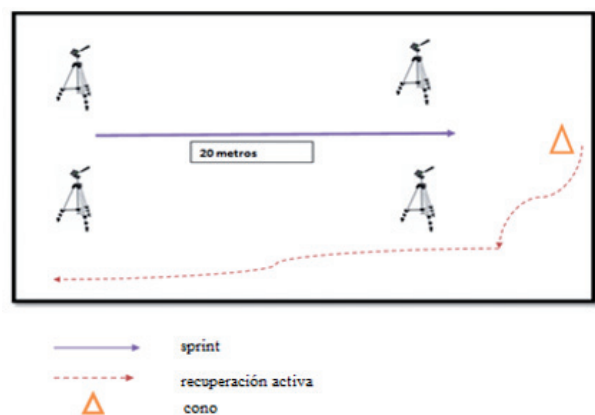 20 metros
sprint
recuperación activa
cono